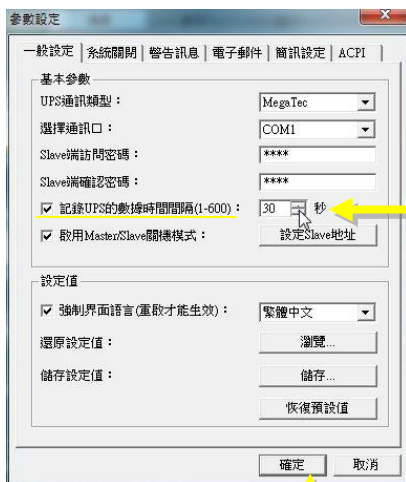 參數設定
一般設定 系統關閉 警告訊息 電子郵件 簡訊設定 ACPI
基本參數
UPS通訊類型： MegaTec
選擇通訊口： COM1
Slave端訪問密碼： ****
Slave端確認密碼： ****
記錄UPS的數據時間間隔(1-600)： 30 秒
啟用Master/Slave關機模式： 設定Slave地址
設定值
強制界面語言(重啟才能生效)： 繁體中文
還原設定值： 瀏覽...
儲存設定值： 儲存...
恢復預設值
確定 取消